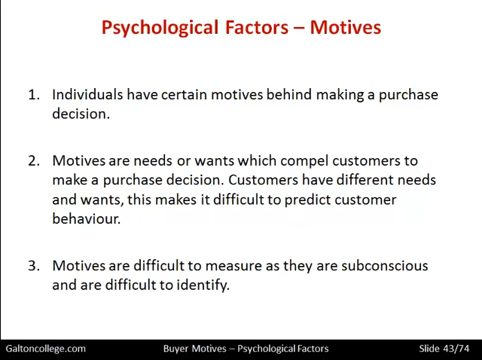 Psychological Factors – Motives
1. Individuals have certain motives behind making a purchase
decision.
2. Motives are needs or wants which compel customers to
make a purchase decision. Customers have different needs
and wants, this makes it difficult to predict customer
behaviour.
3. Motives are difficult to measure as they are subconscious
and are difficult to identify.
Galtoncollege.com Buyer Motives – Psychological Factors Slide 43/74